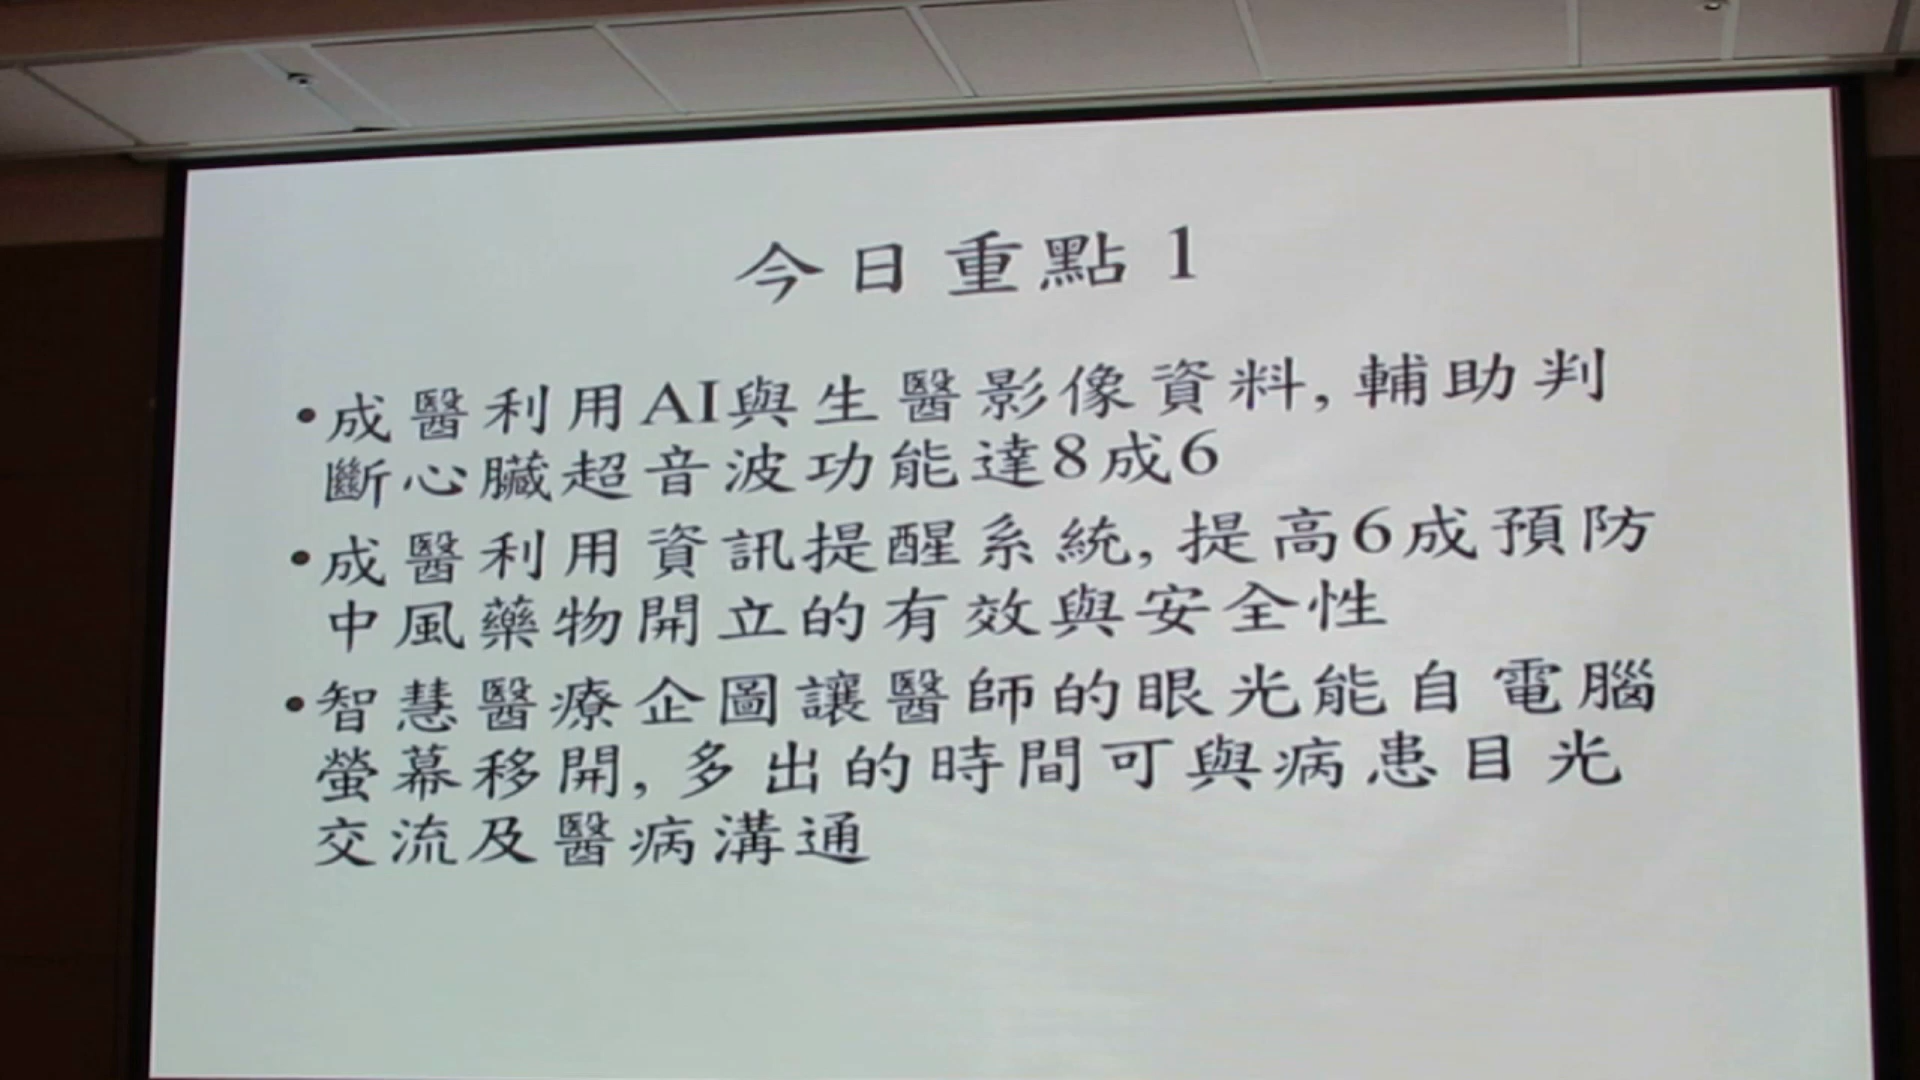 今日重點1
•成醫利用AI與生醫影像資料,輔助判
斷心臟超音波功能達8成6
•成醫利用資訊提醒系統,提高6成預防
中風藥物開立的有效與安全性
•智慧醫療企圖讓醫師的眼光能自電腦
螢幕移開,多出的時間可與病患目光
交流及醫病溝通